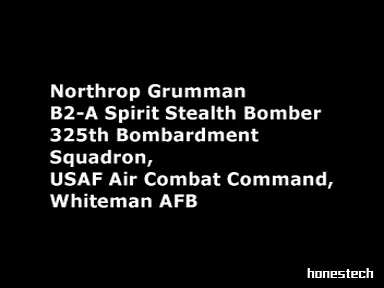 Northrop Grumman
B2-A Spirit Stealth Bomber
325th Bombardment
Squadron,
USAF Air Combat Command,
Whiteman AFB
honestech